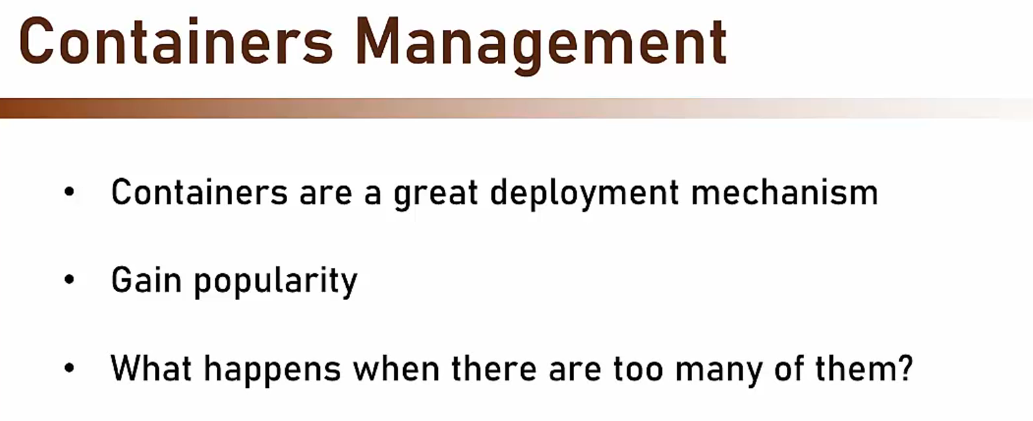 Containers Management
• Containers are a great deployment mechanism
• Gain popularity
• What happens when there are too many of them?